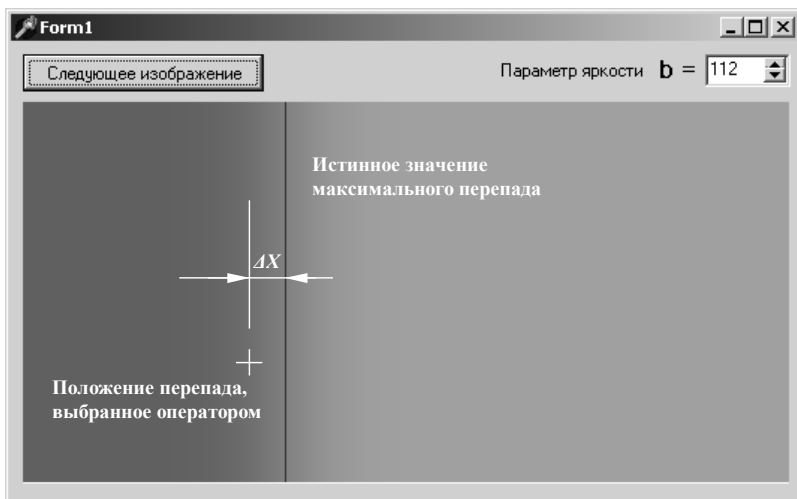 Form1
Следующее изображение
Параметр яркости b = 112
Истинное значение
максимального перепада
ΔX
Положение перепада,
выбранное оператором